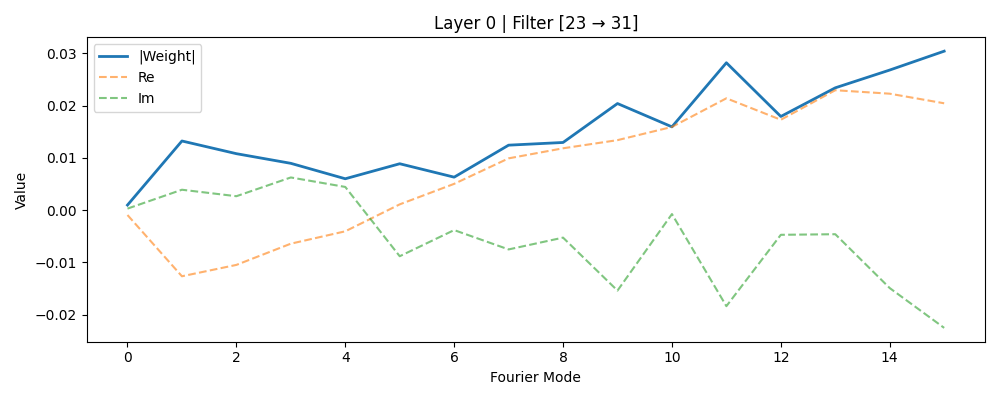 Layer 0 | Filter [23 → 31]
|Weight|
Re
Im
0.03
0.02
0.01
0.00
−0.01
−0.02
Value
0 2 4 6 8 10 12 14
Fourier Mode